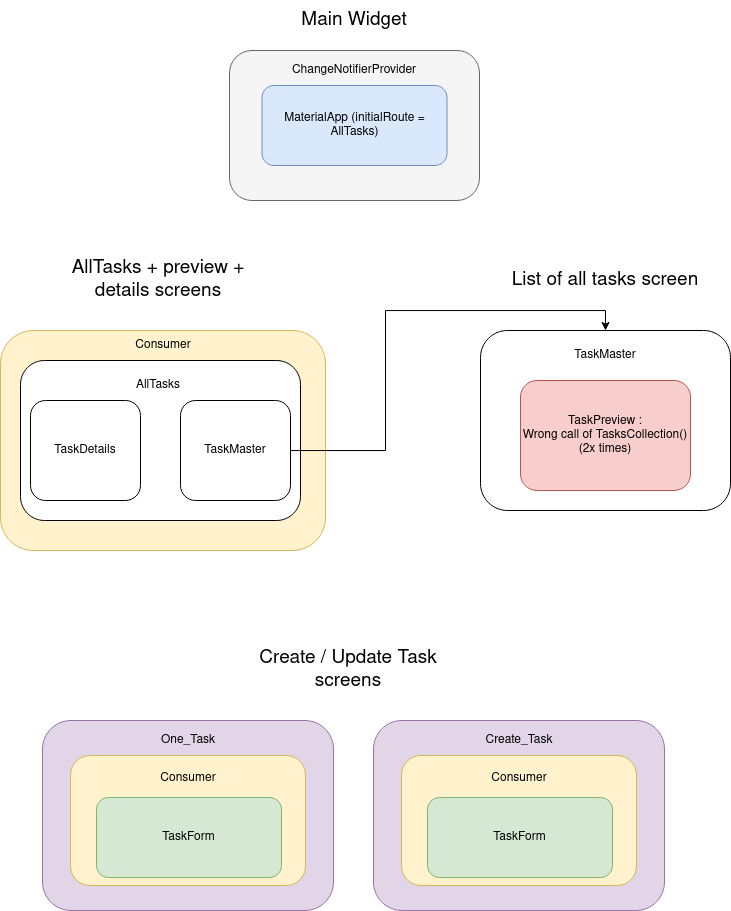 Main Widget
ChangeNotifierProvider
MaterialApp (initialRoute =
AllTasks)
AllTasks + preview +
details screens
List of all tasks screen
Consumer
AllTasks
TaskDetails
TaskMaster
TaskMaster
TaskPreview :
Wrong call of TasksCollection()
(2x times)
Create / Update Task
screens
One_Task
Consumer
TaskForm
Create_Task
Consumer
TaskForm